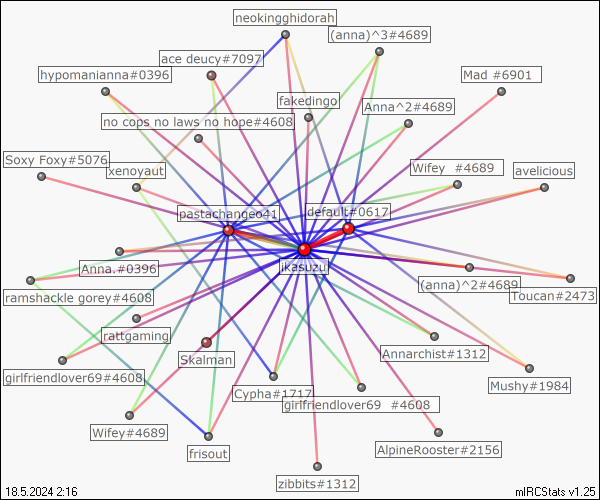 neokingghidorah
(anna)^3#4689
ace deucy#7097
hypomanianna#0396
Mad #6901
fakedingo
Anna^2#4689
no cops no laws no hope#4608
Soxy Foxy#5076
xenoyaut
Wifey #4689
avelicious
pastachangeo41
default#0617
Anna.#0396
ikasuzu
(anna)^2#4689
Toucan#2473
ramshackle gorey#4608
rattgaming
Annarchist#1312
Skalman
girlfriendlover69#4608
Mushy#1984
Cypha#1717
girlfriendlover69 #4608
Wifey#4689
frisout
AlpineRooster#2156
zibbits#1312
18.5.2024 2:16
mIRCStats v1.25